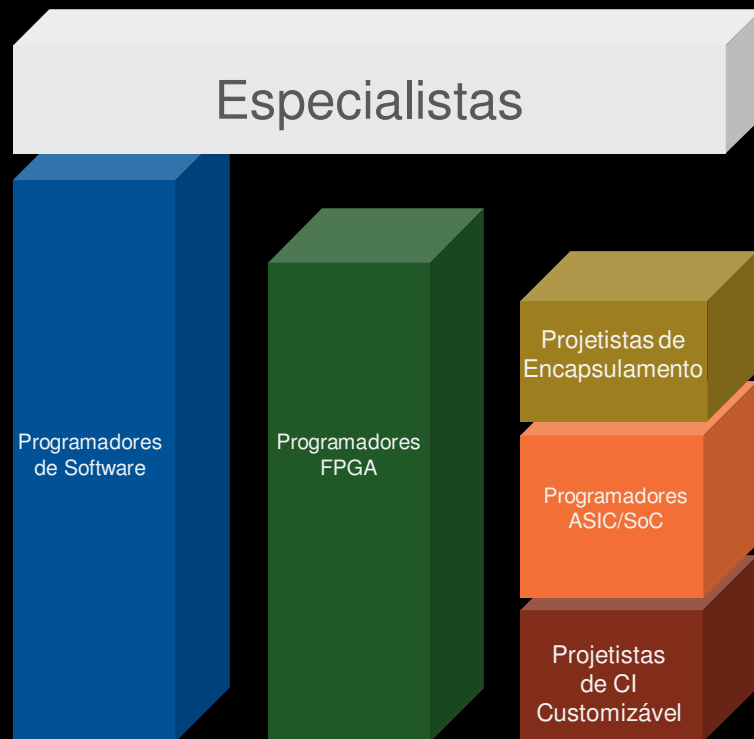 Especialistas
Programadores
de Software
Programadores
FPGA
Projetistas de
Encapsulamento
Programadores
ASIC/SoC
Projetistas
de CI
Customizável